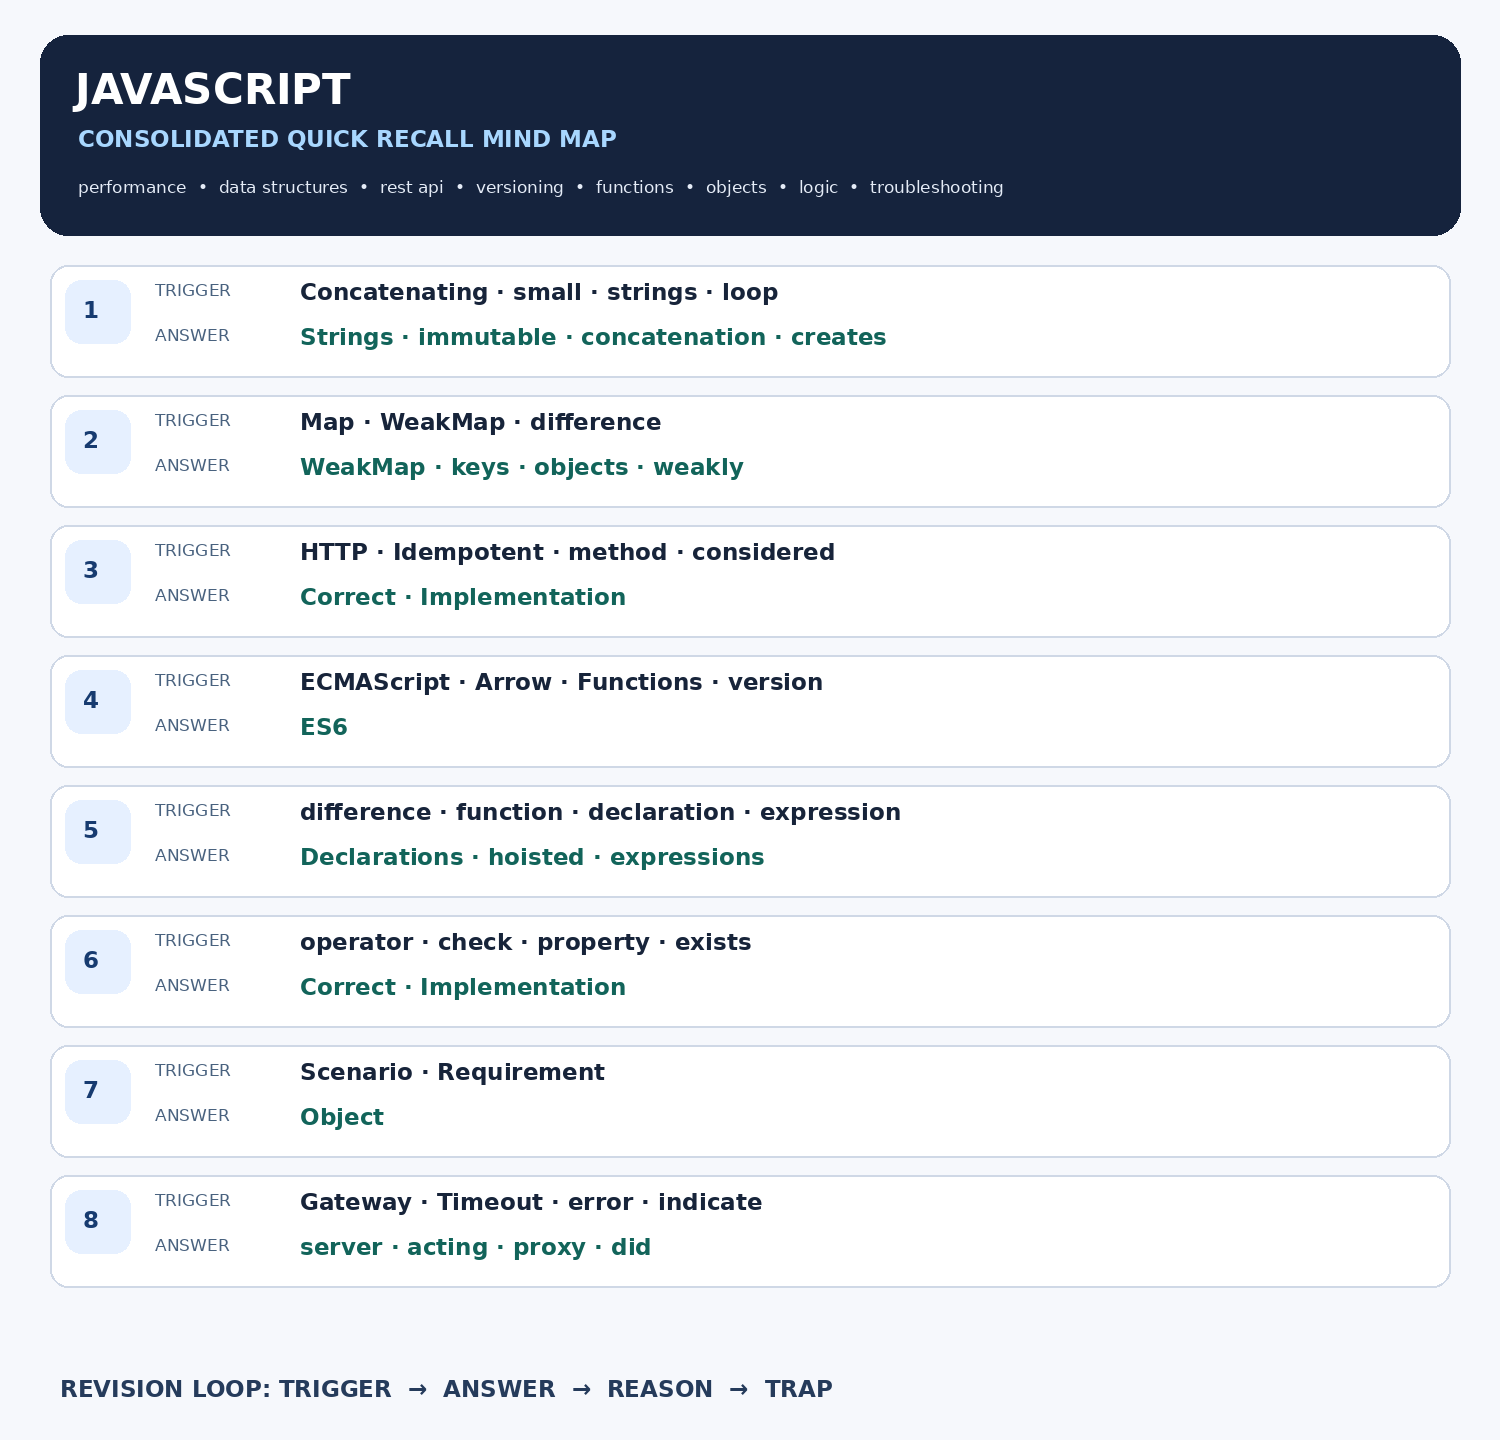 JAVASCRIPT
CONSOLIDATED QUICK RECALL MIND MAP
performance • data structures • rest api • versioning • functions • objects • logic • troubleshooting
1
TRIGGER Concatenating · small · strings · loop
ANSWER Strings · immutable · concatenation · creates
2
TRIGGER Map · WeakMap · difference
ANSWER WeakMap · keys · objects · weakly
3
TRIGGER HTTP · Idempotent · method · considered
ANSWER Correct · Implementation
4
TRIGGER ECMAScript · Arrow · Functions · version
ANSWER ES6
5
TRIGGER difference · function · declaration · expression
ANSWER Declarations · hoisted · expressions
6
TRIGGER operator · check · property · exists
ANSWER Correct · Implementation
7
TRIGGER Scenario · Requirement
ANSWER Object
8
TRIGGER Gateway · Timeout · error · indicate
ANSWER server · acting · proxy · did
REVISION LOOP: TRIGGER → ANSWER → REASON → TRAP